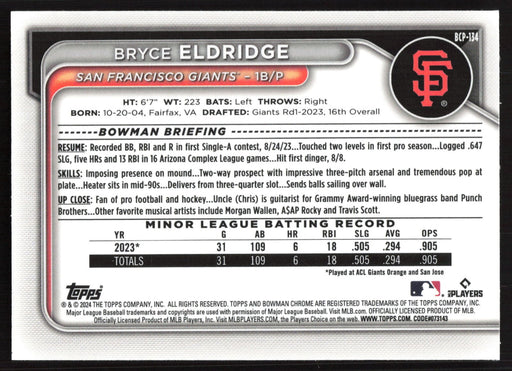 BCP-134
BRYCE ELDRIDGE
SAN FRANCISCO GIANTS® – 1B/P
SF
HT: 6'7" WT: 223 BATS: Left THROWS: Right
BORN: 10-20-04, Fairfax, VA DRAFTED: Giants Rd1-2023, 16th Overall
BOWMAN BRIEFING
RESUME: Recorded BB, RBI and R in first Single-A contest, 8/24/23...Touched two levels in first pro season...Logged .647
SLG, five HRs and 13 RBI in 16 Arizona Complex League games...Hit first dinger, 8/8.
SKILLS: Imposing presence on mound...Two-way prospect with impressive three-pitch arsenal and tremendous pop at
plate...Heater sits in mid-90s...Delivers from three-quarter slot...Sends balls sailing over wall.
UP CLOSE: Fan of pro football and hockey...Uncle (Chris) is guitarist for Grammy Award-winning bluegrass band Punch
Brothers...Other favorite musical artists include Morgan Wallen, ASAP Rocky and Travis Scott.
MINOR LEAGUE BATTING RECORD
YR G AB HR RBI SLG AVG OPS
2023* 31 109 6 18 .505 .294 .905
TOTALS 31 109 6 18 .505 .294 .905
*Played at ACL Giants Orange and San Jose
Topps
MLB PLAYERS
® & © 2024 THE TOPPS COMPANY, INC. ALL RIGHTS RESERVED. TOPPS AND BOWMAN CHROME ARE REGISTERED TRADEMARKS OF THE TOPPS COMPANY, INC.
Major League Baseball trademarks and copyrights are used with permission of Major League Baseball. Visit MLB.com. OFFICIALLY LICENSED PRODUCT OF MLB PLAYERS, INC.
Officially Licensed Product of MLB Players, Inc. Visit MLBPLAYERS.com, the Players Choice on the web. WWW.TOPPS.COM. CODE#073143